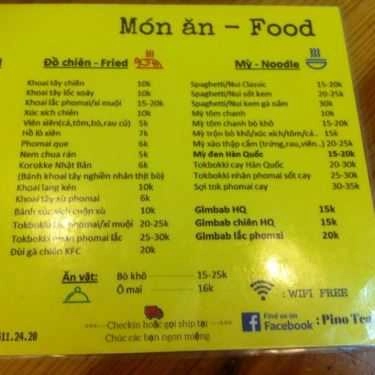 Món ăn – Food
Đồ chiên - Fried
Khoai tây chiên 10k
Khoai tây lốc xoáy 10k
Khoai lắc phomai/xí muội 15-20k
Xúc xích chiên 10k
Viên xiên(cá,tôm,bò,rau củ) 5k
Hồ lô xiên 7k
Phomai que 6k
Nem chua rán 6k
Korokke Nhật Bản 6k
(Bánh khoai tây nghiền nhân thịt bò)
Khoai lang kén 10k
Khoai tây xù phomai 6k
Bánh xúc xích cuộn xù 10k
Tokbokki lắc phomai/xí muội 20-25k
Tokbokki nhân phomai lắc 25-30k
Đùi gà chiên KFC 20k
Mỳ - Noodle
Spaghetti/Nui Classic 15-20k
Spaghetti/Nui sốt kem 20-25k
Spaghetti/Nui kem gà nấm 30k
Mỳ tôm chanh 10k
Mỳ tôm chanh bò khô 15-20k
Mỳ trộn bò khô/xúc xích/tôm/cá.. 15k
Mỳ xào thập cẩm (trứng,rau,viên..) 20-25k
Mỳ đen Hàn Quốc 15-20k
Tokbokki cay Hàn Quốc 20-30k
Tokbokki nhân phomai sốt cay 25-30k
Sợi tnk phomai cay 30-35k
Gimbab HQ 15k
Gimbab chiên HQ 15k
Gimbab lắc phomai 20k
Ăn vặt:
Bò khô 15-25k
Ô mai 16k
: WIFI FREE
Checkin hoặc gọi ship tại
Chúc các bạn ngon miệng
Find us on
Facebook : Pino Tea
11.24.20